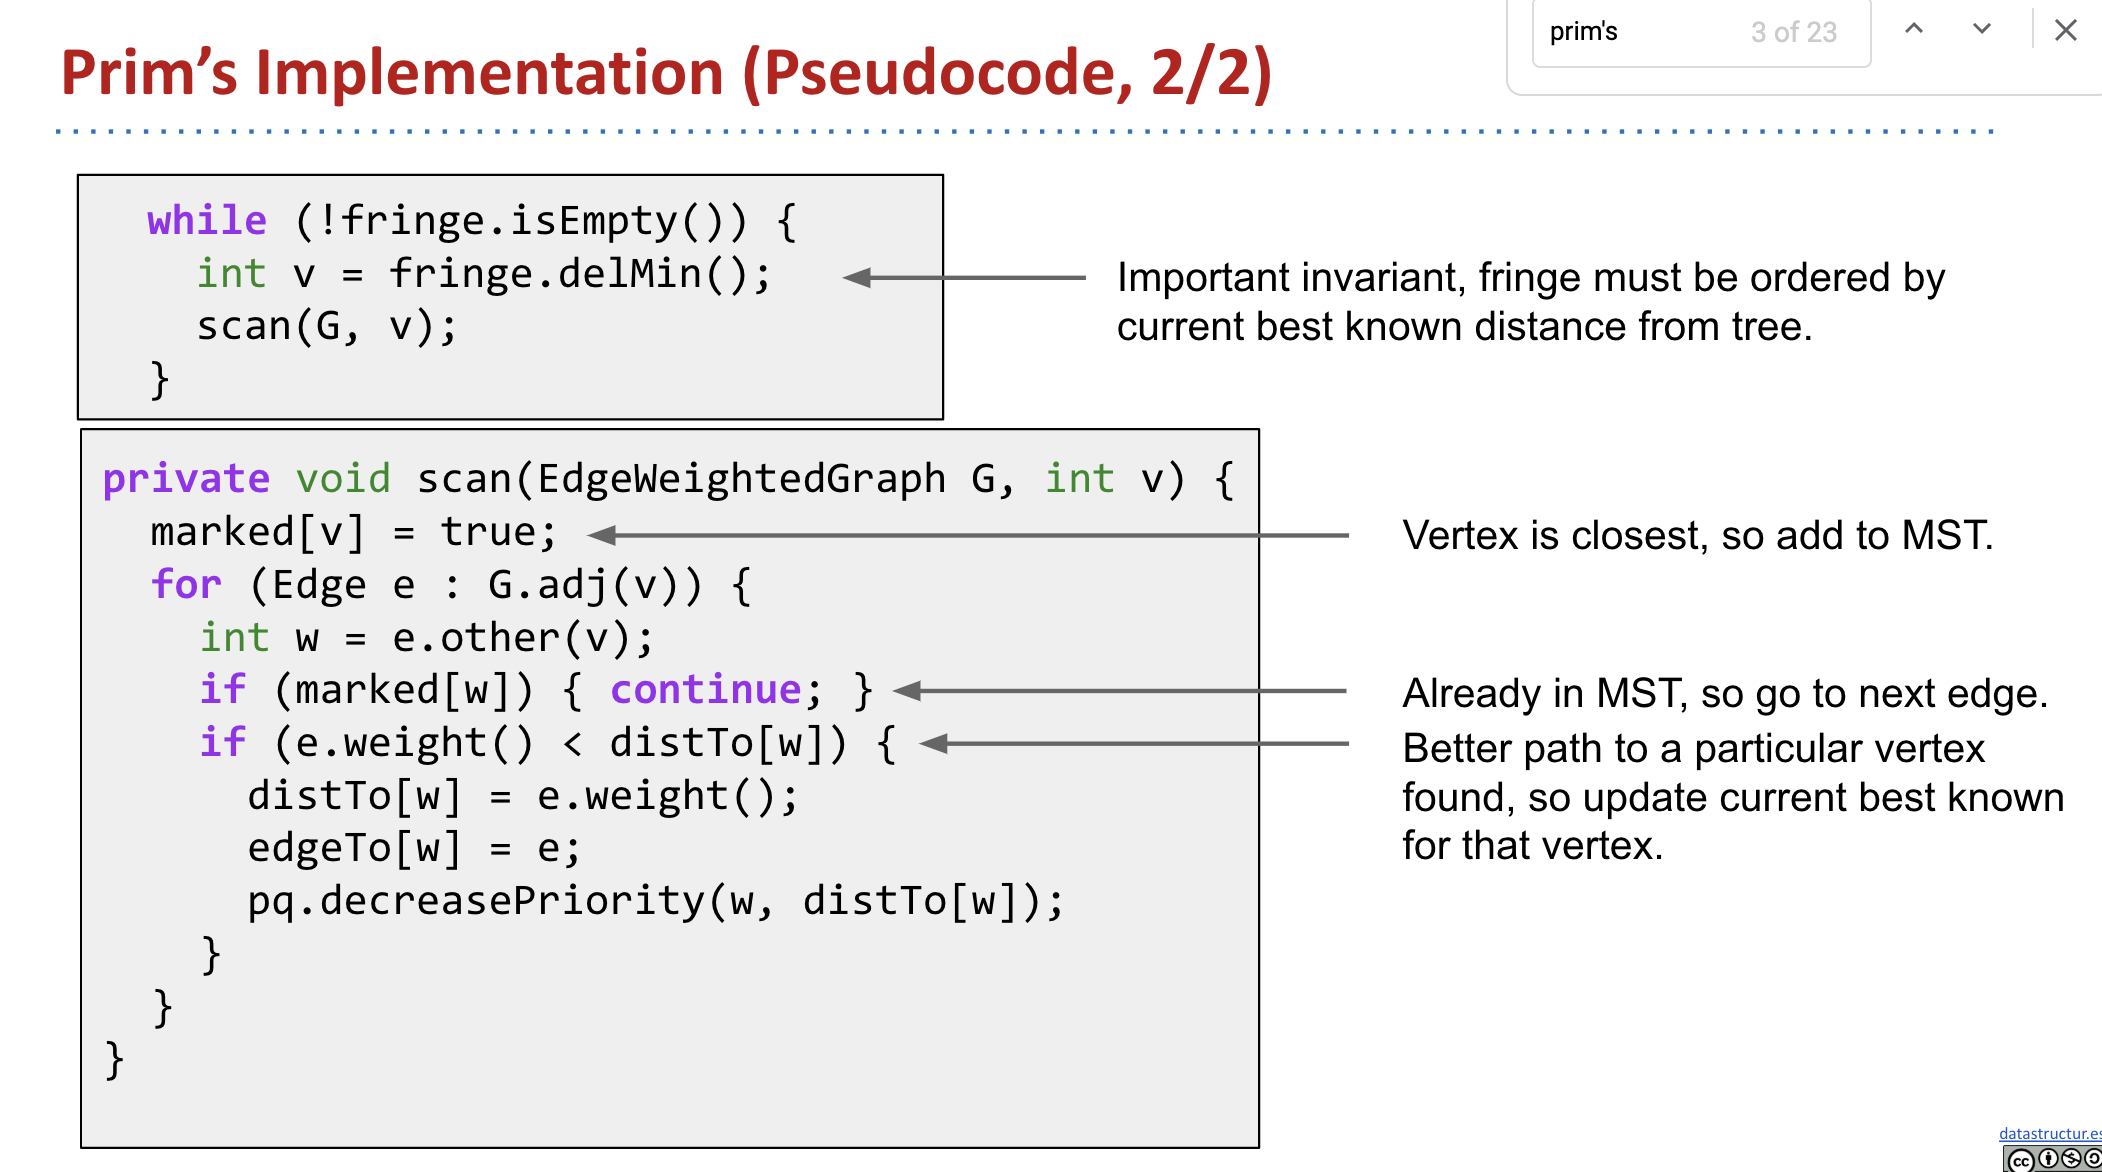 prim's 3 of 23
Prim’s Implementation (Pseudocode, 2/2)
while (!fringe.isEmpty()) {
int v = fringe.delMin();
scan(G, v);
}
Important invariant, fringe must be ordered by
current best known distance from tree.
private void scan(EdgeWeightedGraph G, int v) {
marked[v] = true;
Vertex is closest, so add to MST.
for (Edge e : G.adj(v)) {
int w = e.other(v);
if (marked[w]) { continue; }
Already in MST, so go to next edge.
if (e.weight() < distTo[w]) {
Better path to a particular vertex
found, so update current best known
for that vertex.
distTo[w] = e.weight();
edgeTo[w] = e;
pq.decreasePriority(w, distTo[w]);
}
}
}
datastructur.es
cc